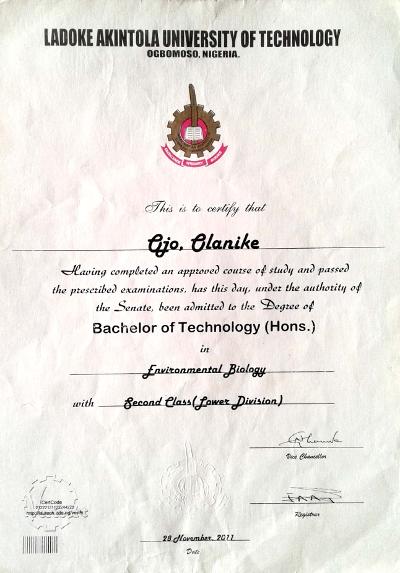 LADOKE AKINTOLA UNIVERSITY OF TECHNOLOGY
OGBOMOSO, NIGERIA.
This is to certify that
Ojo, Olanike
Having completed an approved course of study and passed
the prescribed examinations, has this day, under the authority of
the Senate, been admitted to the Degree of
Bachelor of Technology (Hons.)
in
Environmental Biology
with Second Class(Lower Division)
Vice Chancellor
Registrar
iCertCode
28 November, 2011
Date